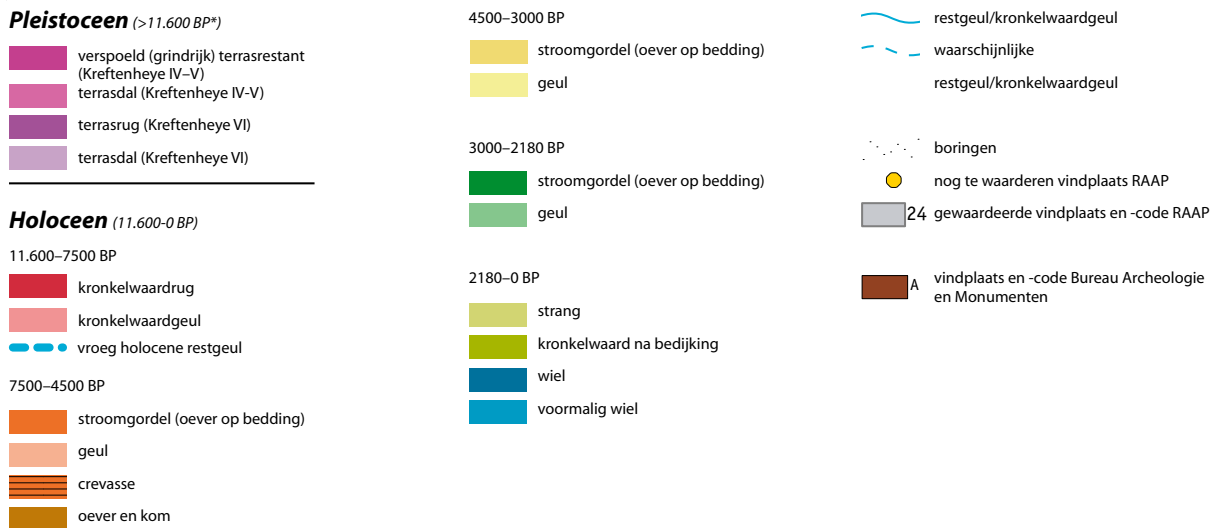 Pleistoceen (>11.600 BP*)
verspoeld (grindrijk) terrasrestant
(Kreftenheye IV–V)
terrasdal (Kreftenheye IV-V)
terrasrug (Kreftenheye VI)
terrasdal (Kreftenheye VI)
Holoceen (11.600-0 BP)
11.600–7500 BP
kronkelwaardrug
kronkelwaardgeul
vroeg holocene restgeul
7500–4500 BP
stroomgordel (oever op bedding)
geul
crevasse
oever en kom
4500–3000 BP
stroomgordel (oever op bedding)
geul
3000–2180 BP
stroomgordel (oever op bedding)
geul
2180–0 BP
strang
kronkelwaard na bedijking
wiel
voormalig wiel
restgeul/kronkelwaardgeul
waarschijnlijke
restgeul/kronkelwaardgeul
boringen
nog te waarderen vindplaats RAAP
24 gewaardeerde vindplaats en -code RAAP
A vindplaats en -code Bureau Archeologie
en Monumenten